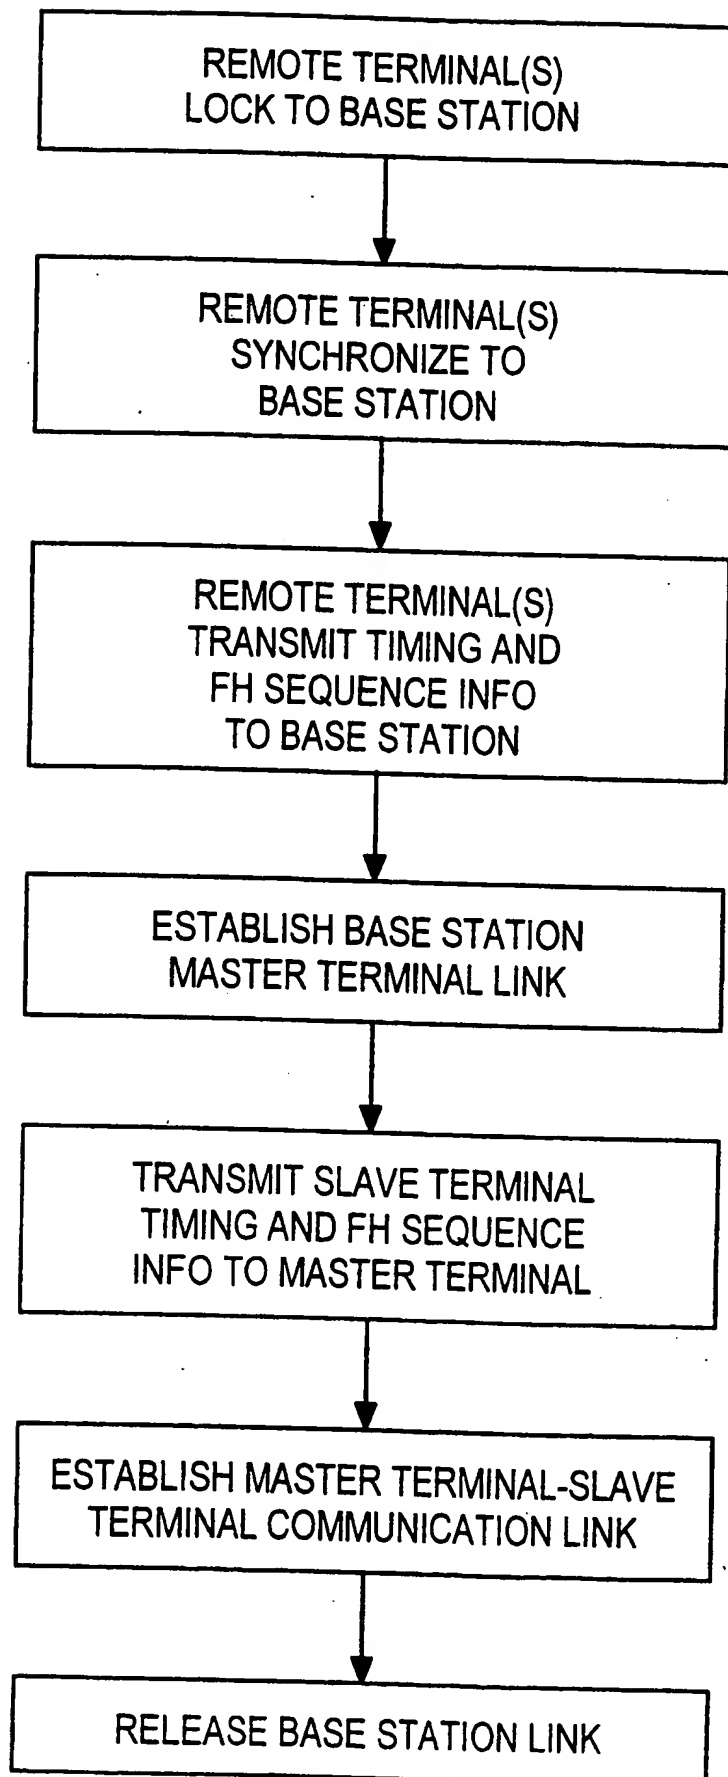 REMOTE TERMINAL(S)
LOCK TO BASE STATION
REMOTE TERMINAL(S)
SYNCHRONIZE TO
BASE STATION
REMOTE TERMINAL(S)
TRANSMIT TIMING AND
FH SEQUENCE INFO
TO BASE STATION
ESTABLISH BASE STATION
MASTER TERMINAL LINK
TRANSMIT SLAVE TERMINAL
TIMING AND FH SEQUENCE
INFO TO MASTER TERMINAL
ESTABLISH MASTER TERMINAL-SLAVE
TERMINAL COMMUNICATION LINK
RELEASE BASE STATION LINK